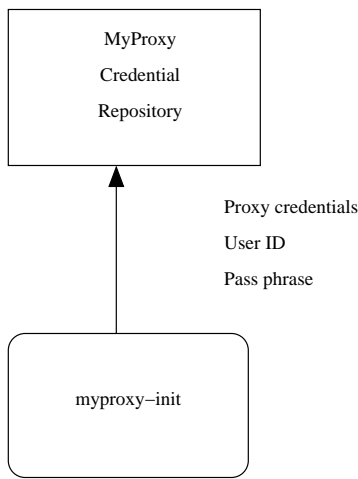 MyProxy
Credential
Repository
Proxy credentials
User ID
Pass phrase
myproxy−init